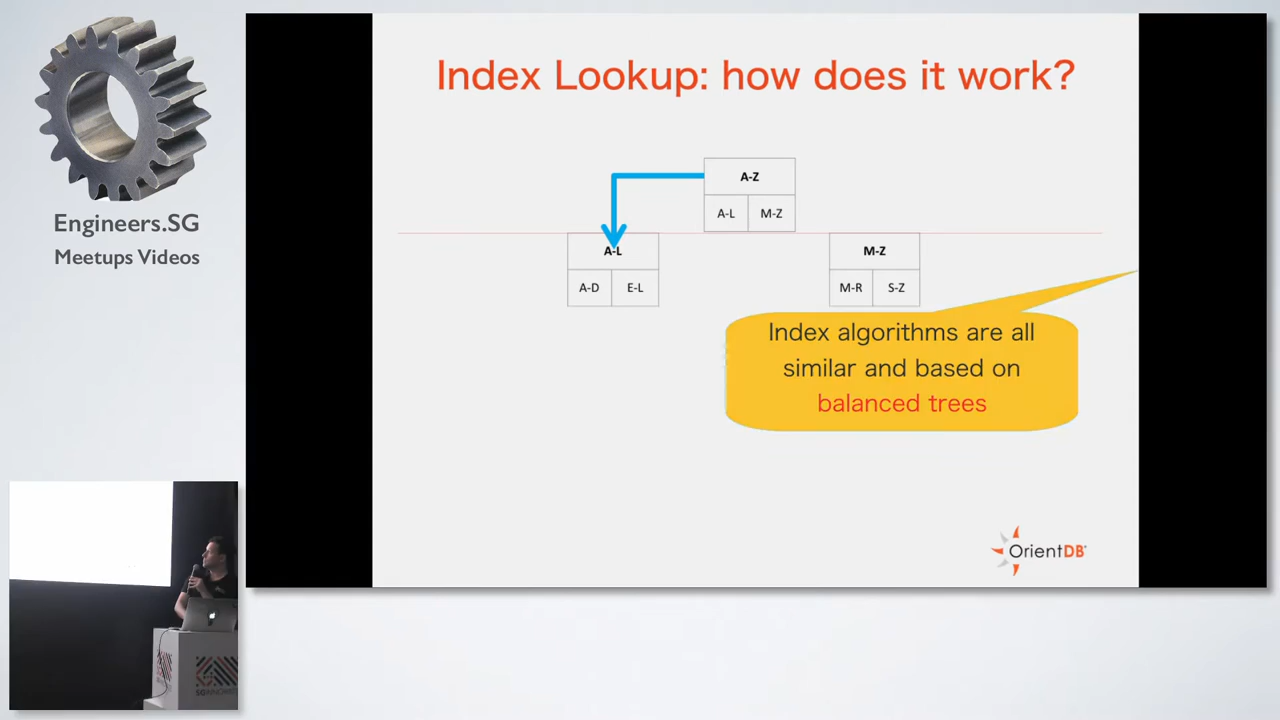 Engineers.SG
Meetups Videos
Index Lookup: how does it work?
A-Z
A-L M-Z
A-L
A-D E-L
M-Z
M-R S-Z
Index algorithms are all
similar and based on
balanced trees
OrientDB